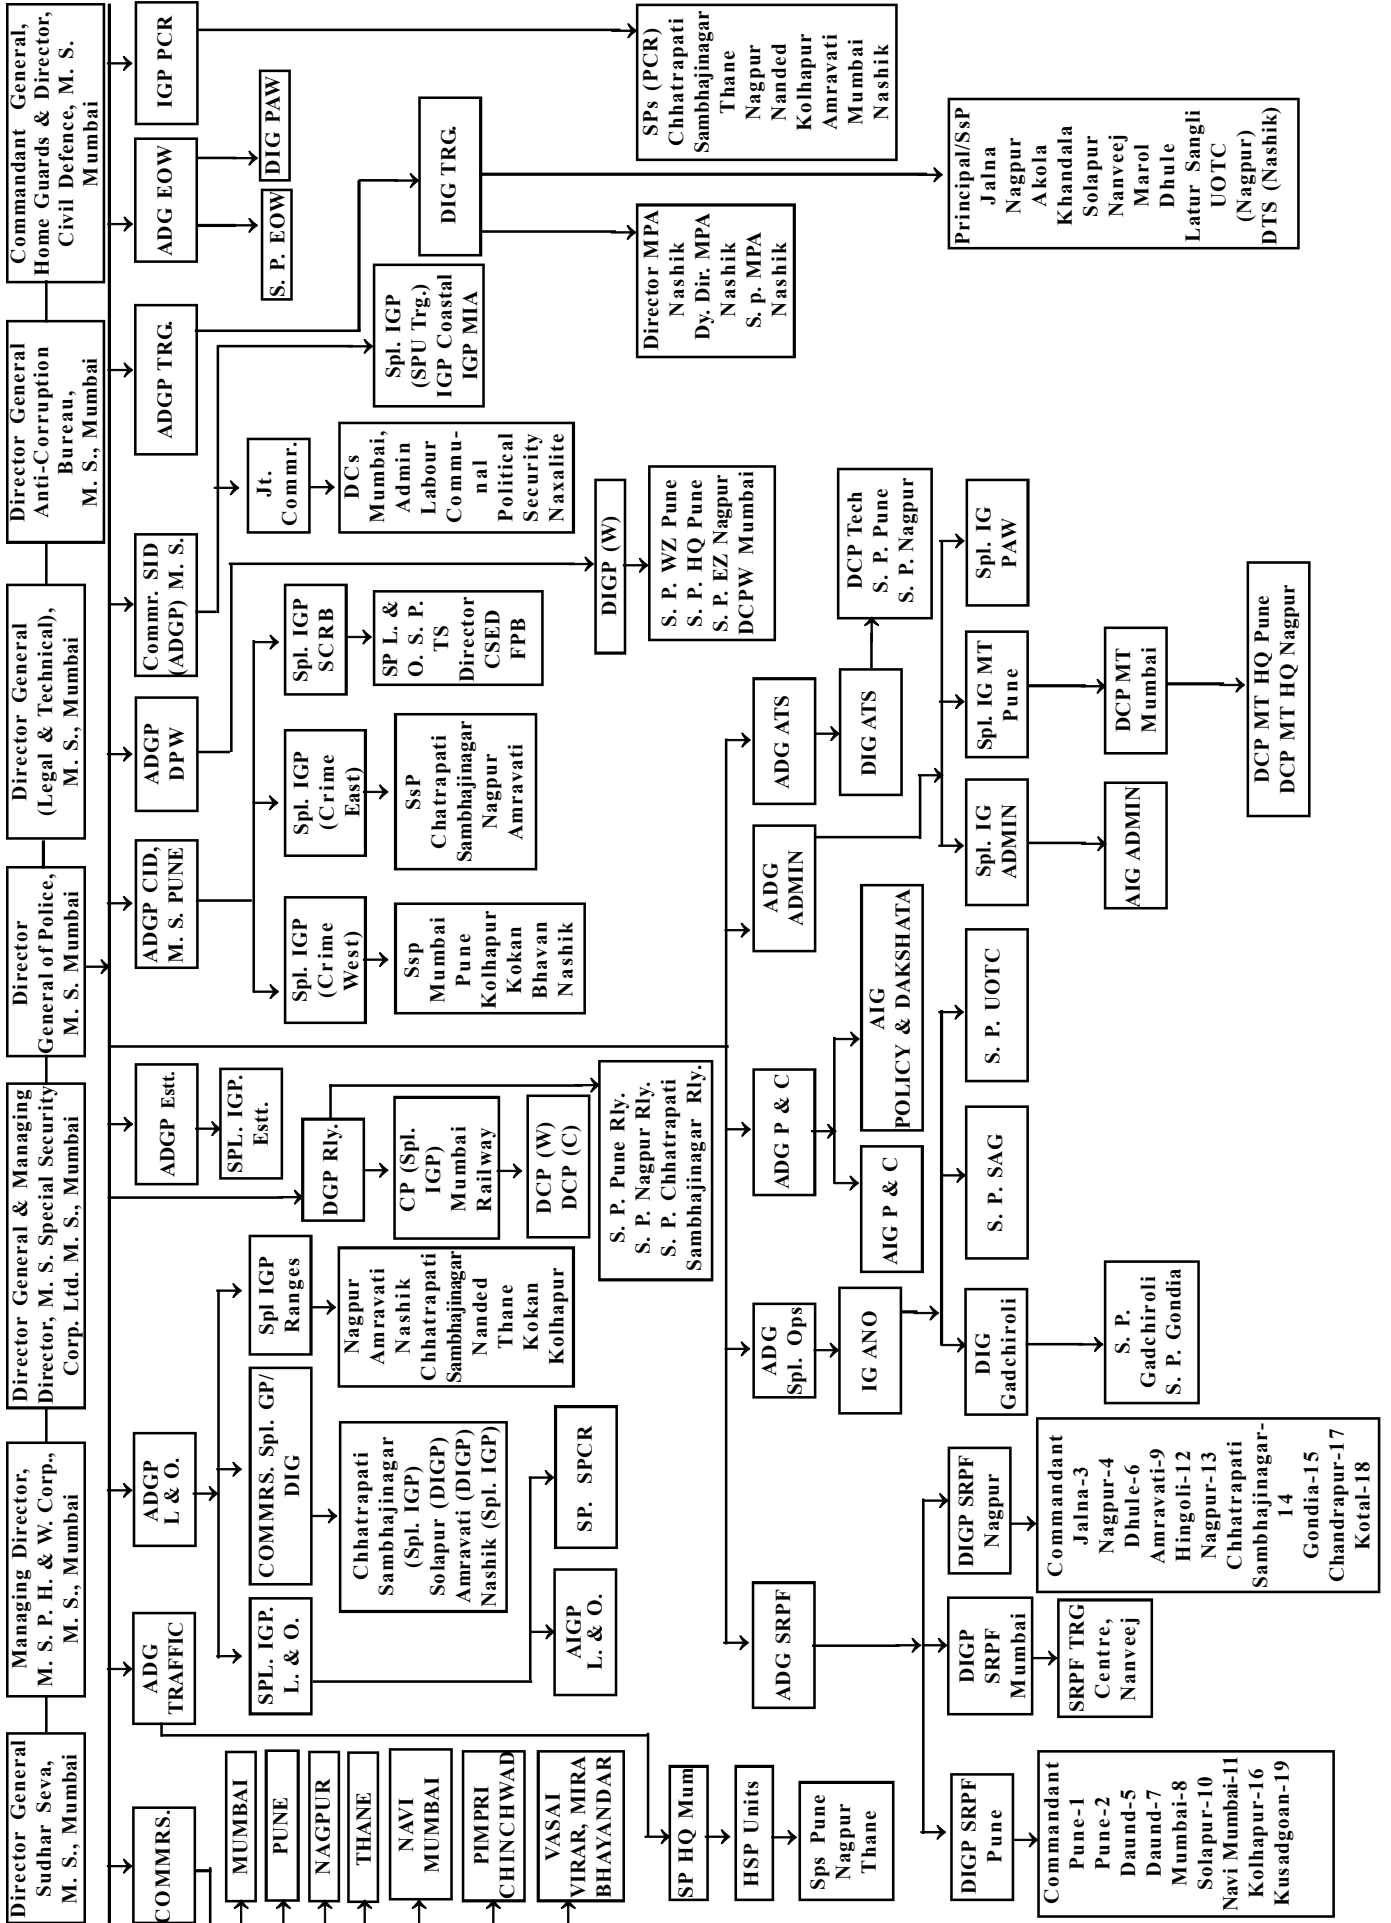 Director General
Sudhar Seva,
M. S., Mumbai
Managing Director,
M. S. P. H. & W. Corp.,
M. S., Mumbai
Director General & Managing
Director, M. S. Special Security
Corp. Ltd. M. S., Mumbai
Director
General of Police,
M. S. Mumbai
Director General
(Legal & Technical),
M. S., Mumbai
Director General
Anti-Corruption
Bureau,
M. S., Mumbai
Commandant General,
Home Guards & Director,
Civil Defence, M. S.
Mumbai
COMMRS.
ADG
TRAFFIC
ADGP
L & O.
ADGP Estt.
ADGP CID,
M. S. PUNE
ADGP
DPW
Commr. SID
(ADGP) M. S.
ADGP TRG.
ADG EOW
IGP PCR
MUMBAI
PUNE
NAGPUR
THANE
NAVI
MUMBAI
PIMPRI
CHINCHWAD
VASAI
VIRAR, MIRA
BHAYANDAR
SP HQ Mum
HSP Units
Sps Pune
Nagpur
Thane
SPL. IGP.
L. & O.
COMMRS. Spl. GP/
DIG
Spl IGP
Ranges
Chhatrapati
Sambhajinagar
(Spl. IGP)
Solapur (DIGP)
Amravati (DIGP)
Nashik (Spl. IGP)
Nagpur
Amravati
Nashik
Chhatrapati
Sambhajinagar
Nanded
Thane
Kokan
Kolhapur
AIGP
L. & O.
SP. SPCR
SPL. IGP.
Estt.
DGP Rly.
CP (Spl.
IGP)
Mumbai
Railway
DCP (W)
DCP (C)
S. P. Pune Rly.
S. P. Nagpur Rly.
S. P. Chhatrapati
Sambhajinagar Rly.
Spl. IGP
(Crime
West)
Spl. IGP
(Crime
East)
Spl. IGP
SCRB
Ssp
Mumbai
Pune
Kolhapur
Kokan
Bhavan
Nashik
SsP
Chatrapati
Sambhajinagar
Nagpur
Amravati
SP L. &
O. S. P.
TS
Director
CSED
FPB
DIGP (W)
S. P. WZ Pune
S. P. HQ Pune
S. P. EZ Nagpur
DCPW Mumbai
Jt.
Commr.
DCs
Mumbai,
Admin
Labour
Commu-
nal
Political
Security
Naxalite
Spl. IGP
(SPU Trg.)
IGP Coastal
IGP MIA
DIG TRG.
Director MPA
Nashik
Dy. Dir. MPA
Nashik
S. p. MPA
Nashik
Principal/SsP
Jalna
Nagpur
Akola
Khandala
Solapur
Nanveej
Marol
Dhule
Latur Sangli
UOTC
(Nagpur)
DTS (Nashik)
S. P. EOW
DIG PAW
SPs (PCR)
Chhatrapati
Sambhajinagar
Thane
Nagpur
Nanded
Kolhapur
Amravati
Mumbai
Nashik
ADG SRPF
ADG
Spl. Ops
ADG P & C
ADG
ADMIN
ADG ATS
DIGP SRPF
Pune
DIGP
SRPF
Mumbai
DIGP SRPF
Nagpur
Commandant
Pune-1
Pune-2
Daund-5
Daund-7
Mumbai-8
Solapur-10
Navi Mumbai-11
Kolhapur-16
Kusadgoan-19
SRPF TRG
Centre,
Nanveej
Commandant
Jalna-3
Nagpur-4
Dhule-6
Amravati-9
Hingoli-12
Nagpur-13
Chhatrapati
Sambhajinagar-
14
Gondia-15
Chandrapur-17
Kotal-18
IG ANO
DIG
Gadchiroli
S. P. SAG
S. P. UOTC
S. P.
Gadchiroli
S. P. Gondia
AIG P & C
AIG
POLICY & DAKSHATA
Spl. IG
ADMIN
Spl. IG MT
Pune
Spl. IG
PAW
AIG ADMIN
DCP MT
Mumbai
DCP MT HQ Pune
DCP MT HQ Nagpur
DIG ATS
DCP Tech
S. P. Pune
S. P. Nagpur